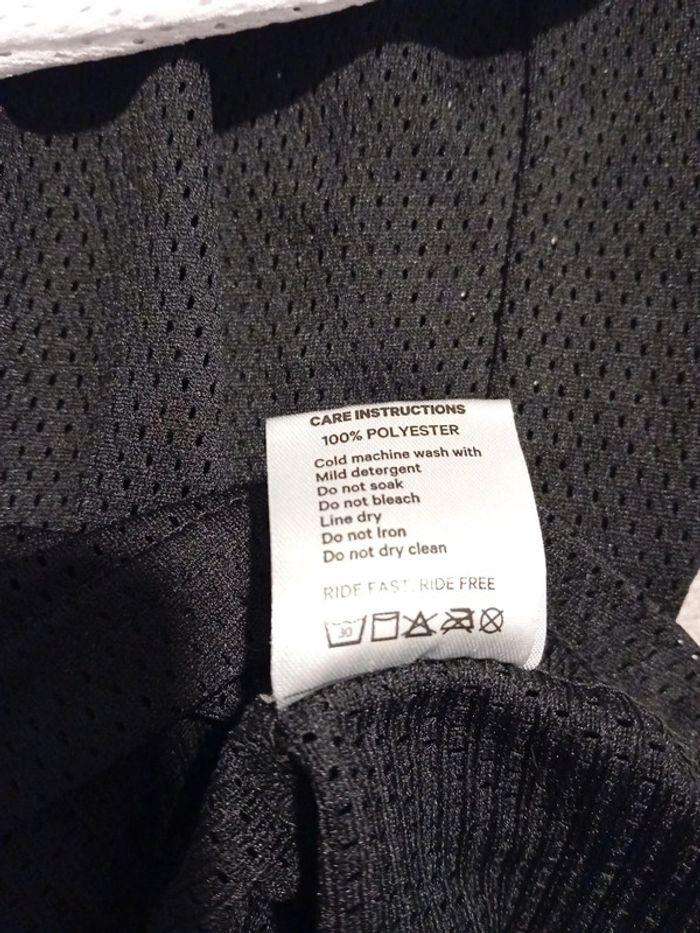 CARE INSTRUCTIONS
100% POLYESTER
Cold machine wash with
Mild detergent
Do not soak
Do not bleach
Line dry
Do not Iron
Do not dry clean
RIDE FAST. RIDE FREE
30